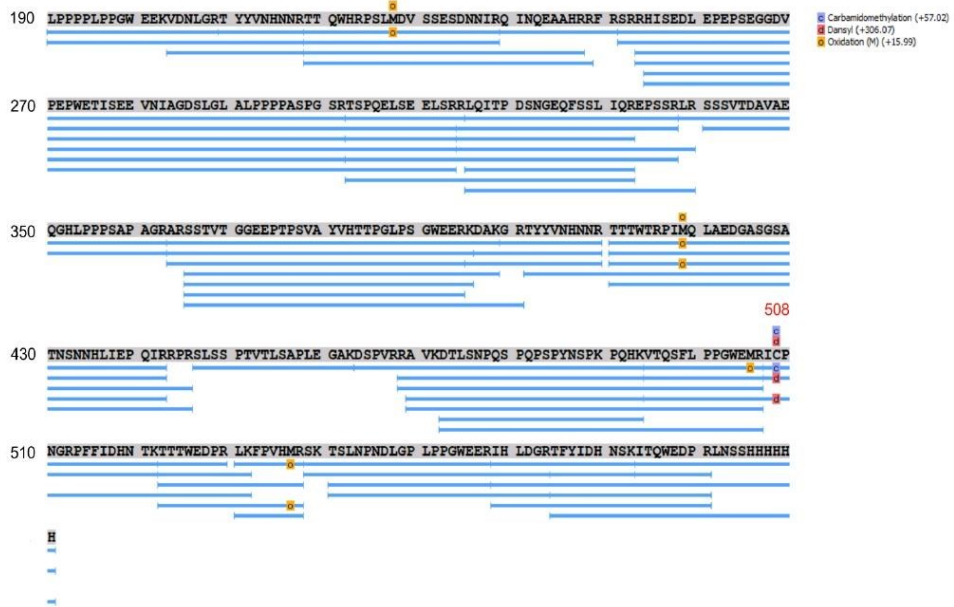 190 LPPPPLPPGW EEKVDNLGRT YYVNHNNRTT QWHRPSLMDV SSESDNNIRQ INQEAAHRRF RSRRHISEDL EPEPSEGGDV
c Carbamidomethylation (+57.02)
d Dansyl (+306.07)
o Oxidation (M) (+15.99)
o
o
270 PEPWETISEE VNIAGDSLGL ALPPPPASPG SRTSPQELSE ELSRRLQITP DSNGEQFSSL IQREPSSRLR SSSVTDAVAE
o
350 QGHLPPPSAP AGRARSSTVT GGEEPTPSVA YVHTTPGLPS GWEERKDAKG RTYYVNHNNR TTTWTRPIMQ LAEDGASGSA
o
o
508
c
d
430 TNSNNHLIEP QIRRPRSLSS PTVTLSAPLE GAKDSPVRRA VKDTLSNPQS PQPSPYNSPK PQHKVTQSFL PPGWEMRICP
o c
d
d
510 NGRPFFIDHN TKTTTWEDPR LKFPVHMRSK TSLNPNDLGP LPPGWEERIH LDGRTFYIDH NSKITQWEDP RLNSSHHHHH
o
o
H